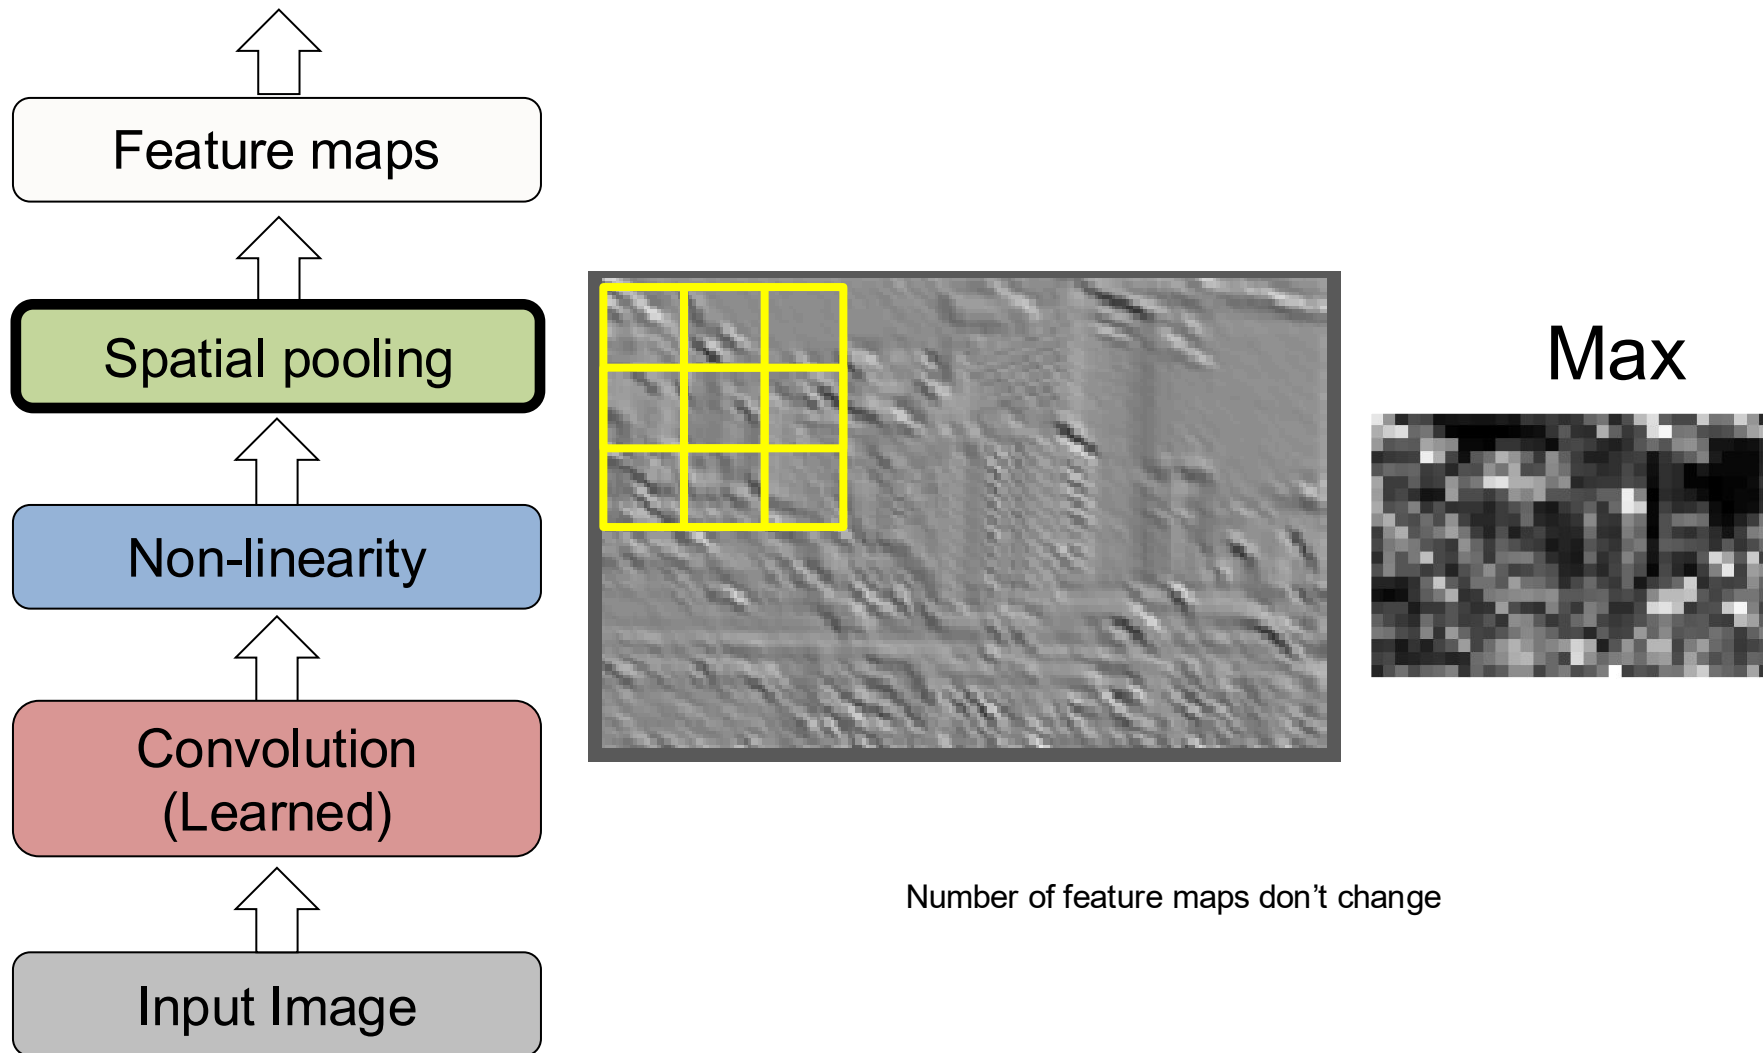 Feature maps
Spatial pooling
Non-linearity
Convolution
(Learned)
Input Image
Max
Number of feature maps don’t change